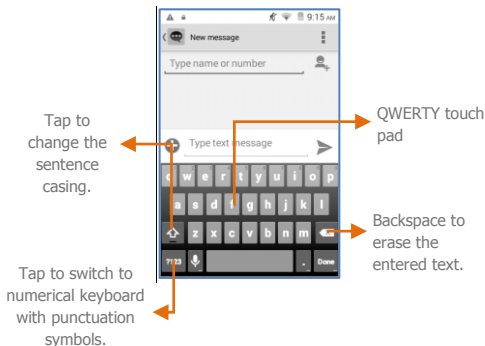 9:15 AM
New message
Type name or number
Tap to
change the
sentence
casing.
QWERTY touch
pad
Type text message
q w e r t y u i o p
a s d f g h j k l
z x c v b n m
Backspace to
erase the
entered text.
?123 . Done
Tap to switch to
numerical keyboard
with punctuation
symbols.